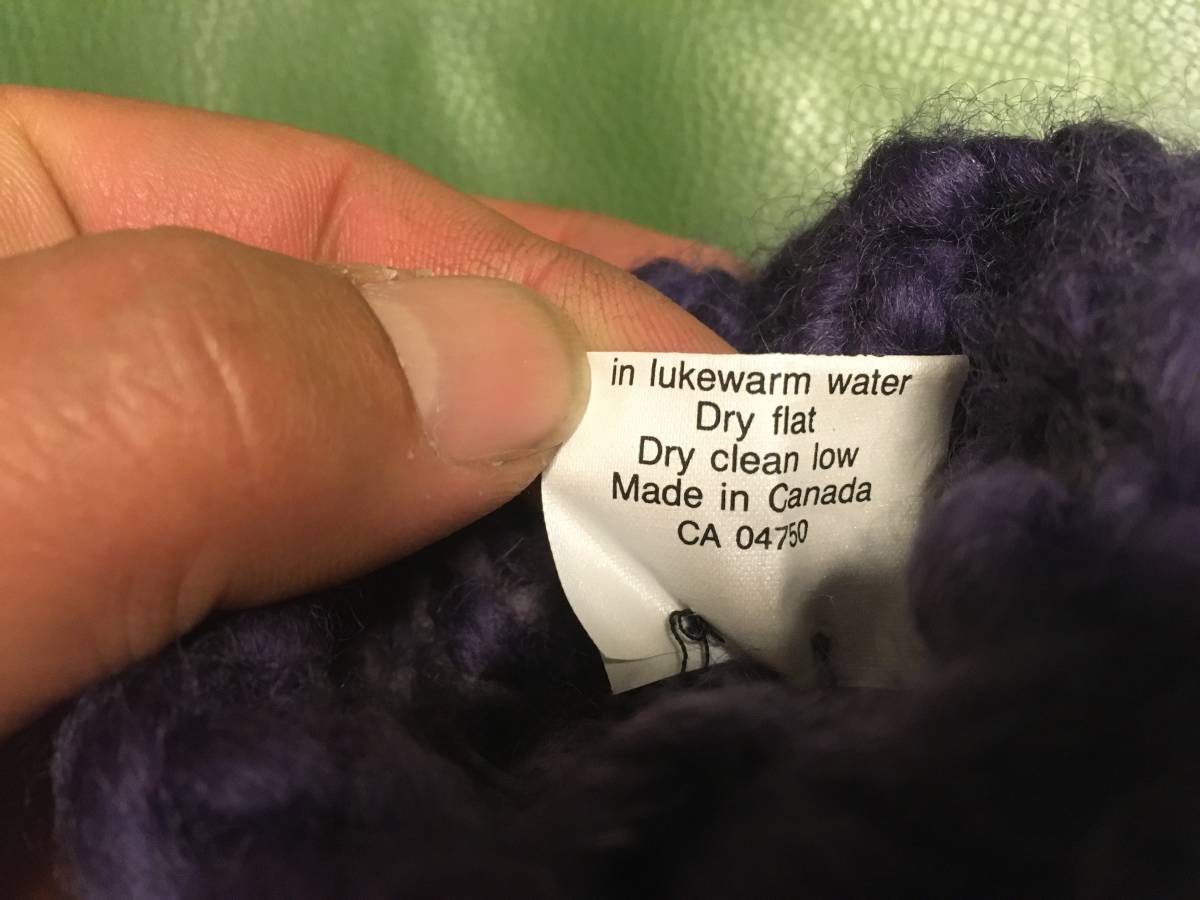 in lukewarm water
Dry flat
Dry clean low
Made in Canada
CA 04750